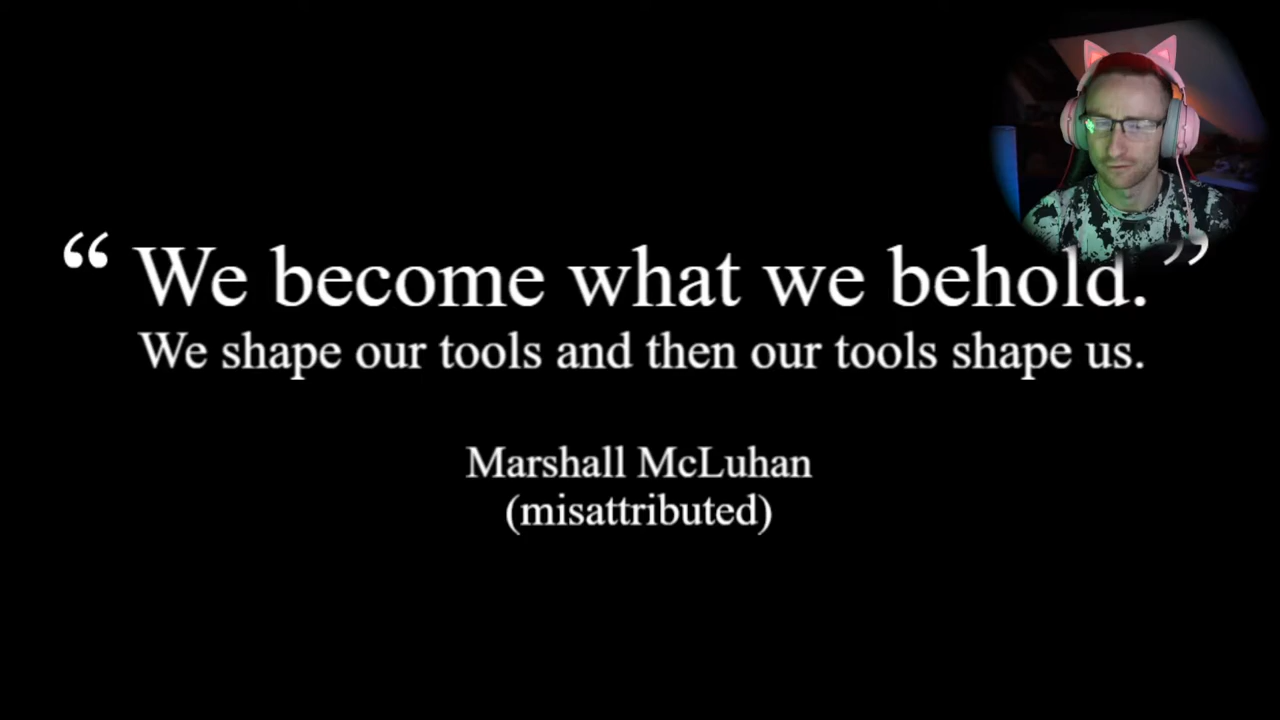 “ We become what we behold. ”
We shape our tools and then our tools shape us.
Marshall McLuhan
(misattributed)